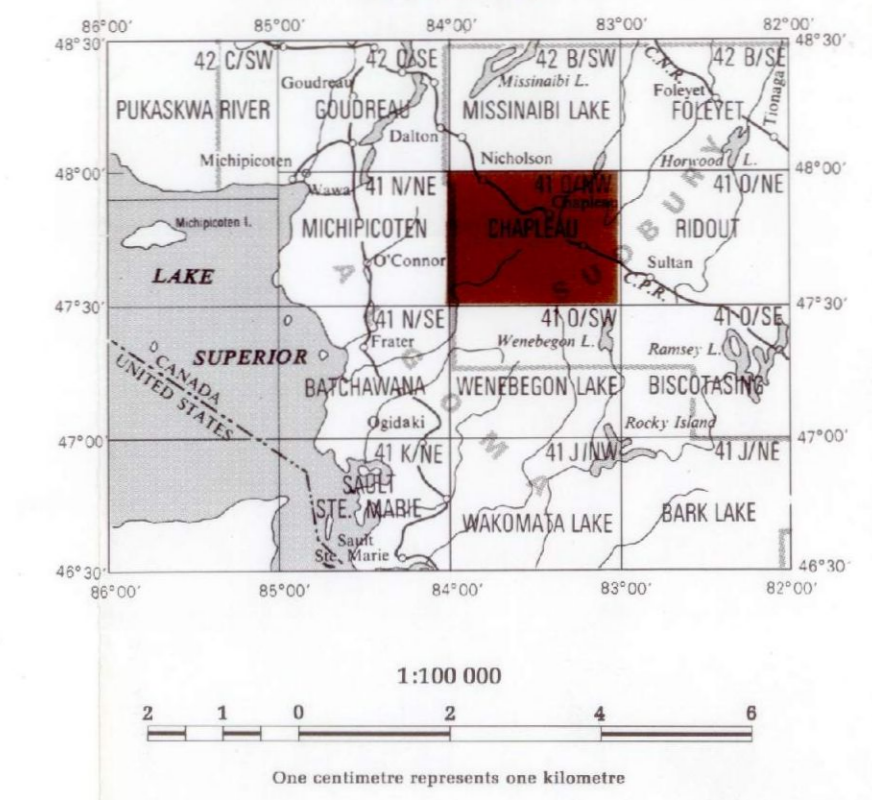 86°00' 85°00' 84°00' 83°00' 82°00'
48°30' 48°30'
42 C/SW 42 C/SE 42 B/SW 42 B/SE
C.N.R.
Goudreau Missinaibi L. Foleyet Tionaga
PUKASKWA RIVER GOUDREAU MISSINAIBI LAKE FOLEYET
Dalton
Michipicoten Nicholson Horwood L.
48°00' 48°00'
Wawa 41 N/NE 41 O/NW 41 O/NE
Chapleau
Michipicoten I. MICHIPICOTEN CHAPLEAU RIDOUT
SUDBURY
LAKE O'Connor Sultan
C.P.R.
47°30' 47°30'
41 N/SE 41 O/SW 41 O/SE
Frater Wenebegon L. Ramsey L.
SUPERIOR
CANADA
UNITED STATES
BATCHAWANA WENEBEGON LAKE BISCOTASING
ALGOMA
Ogidaki Rocky Island
47°00' 47°00'
41 K/NE 41 J/NW 41 J/NE
SAULT
STE. MARIE WAKOMATA LAKE BARK LAKE
Sault
Ste. Marie
46°30' 46°30'
86°00' 85°00' 84°00' 83°00' 82°00'
1:100 000
2 1 0 2 4 6
One centimetre represents one kilometre